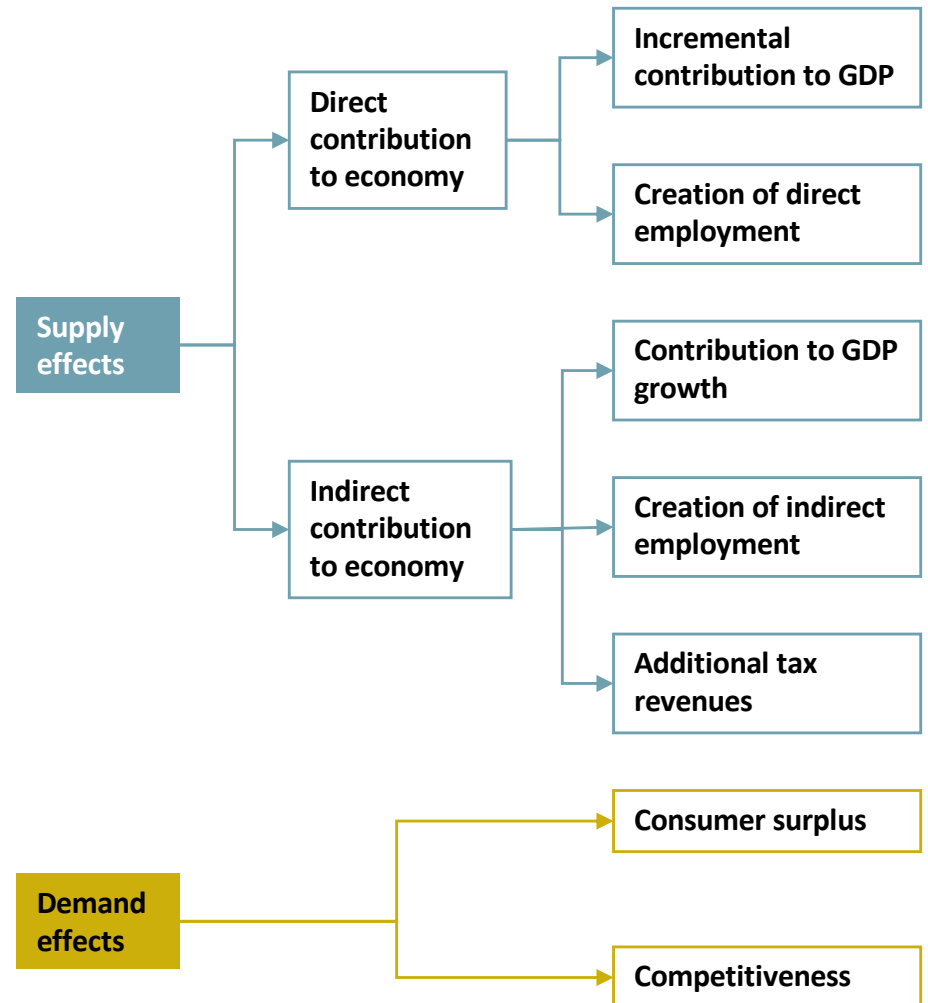 Supply
effects
Direct
contribution
to economy
Incremental
contribution to GDP
Creation of direct
employment
Indirect
contribution
to economy
Contribution to GDP
growth
Creation of indirect
employment
Additional tax
revenues
Demand
effects
Consumer surplus
Competitiveness